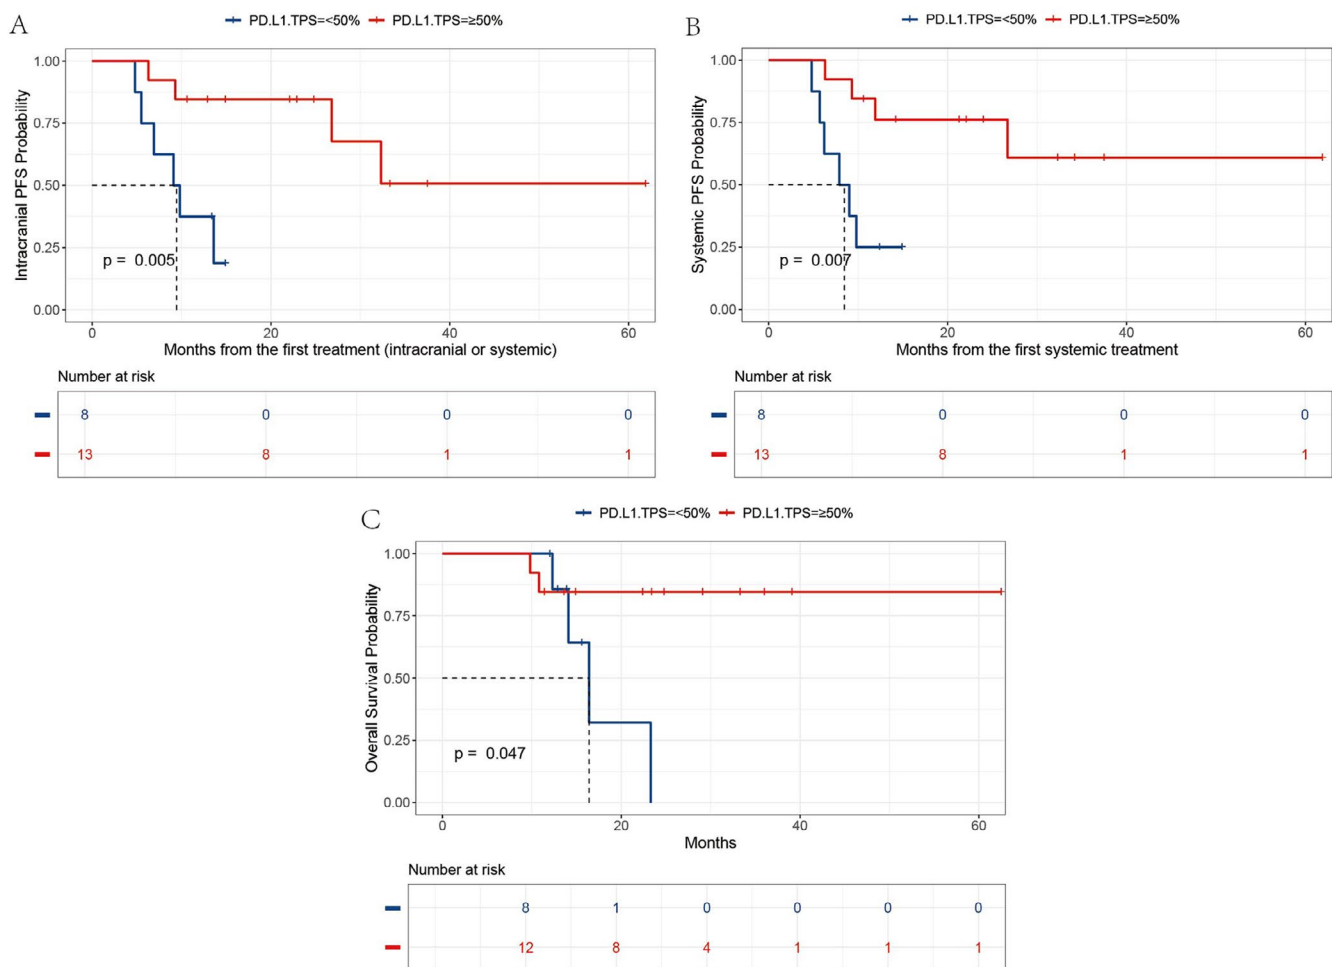 A
PD.L1.TPS=<50% PD.L1.TPS=≥50%
1.00
0.75
0.50
0.25
0.00
Intracranial PFS Probability
p = 0.005
0 20 40 60
Months from the first treatment (intracranial or systemic)
Number at risk
8 0 0 0
13 8 1 1
B
PD.L1.TPS=<50% PD.L1.TPS=≥50%
1.00
0.75
0.50
0.25
0.00
Systemic PFS Probability
p = 0.007
0 20 40 60
Months from the first systemic treatment
Number at risk
8 0 0 0
13 8 1 1
C
PD.L1.TPS=<50% PD.L1.TPS=≥50%
1.00
0.75
0.50
0.25
0.00
Overall Survival Probability
p = 0.047
0 20 40 60
Months
Number at risk
8 1 0 0 0 0
12 8 4 1 1 1